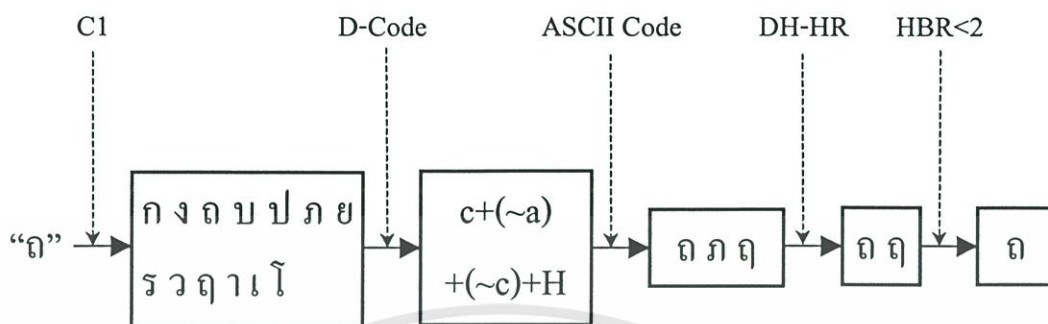 C1 D-Code ASCII Code DH-HR HBR<2
“ถ” ก ง ถ บ ป ภ ย
ร ว ฤ า เ โ
c+(~a)
+(~c)+H
ถ ภ ฤ
ถ ฤ
ถ